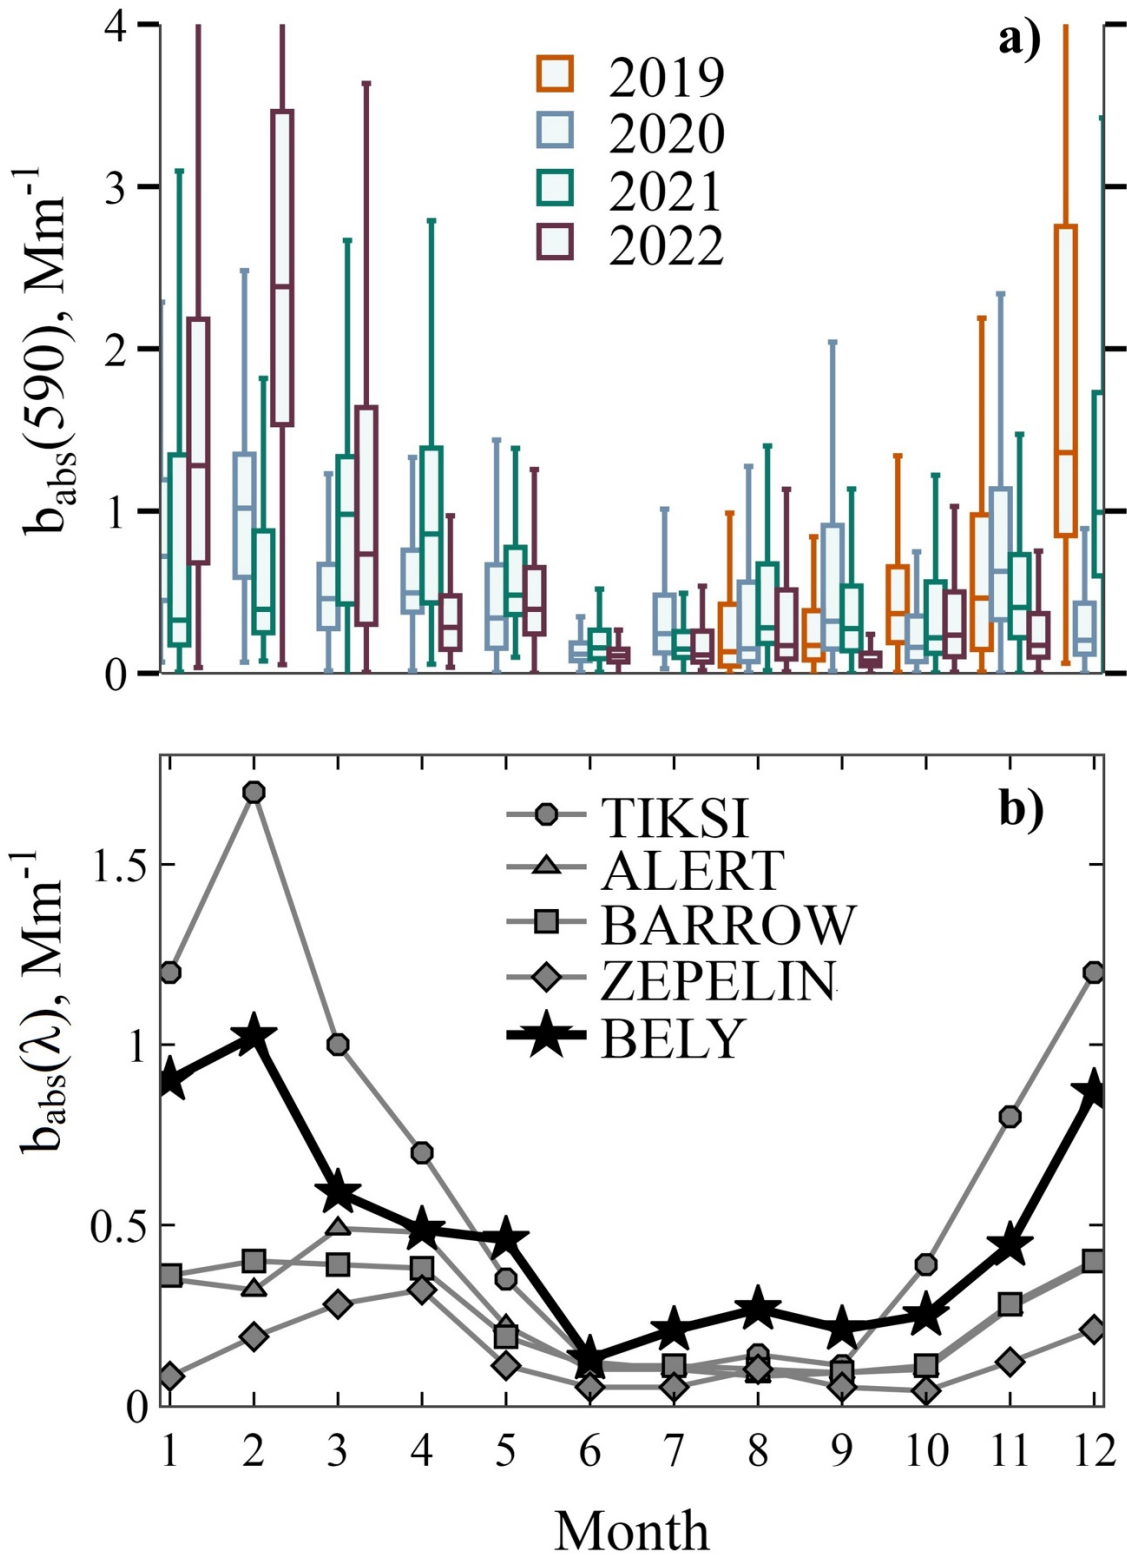 a)
4
3
2
1
0
b_abs(590), Mm^-1
2019
2020
2021
2022
b)
1.5
1
0.5
0
b_abs(λ), Mm^-1
TIKSI
ALERT
BARROW
ZEPELIN
BELY
1 2 3 4 5 6 7 8 9 10 11 12
Month